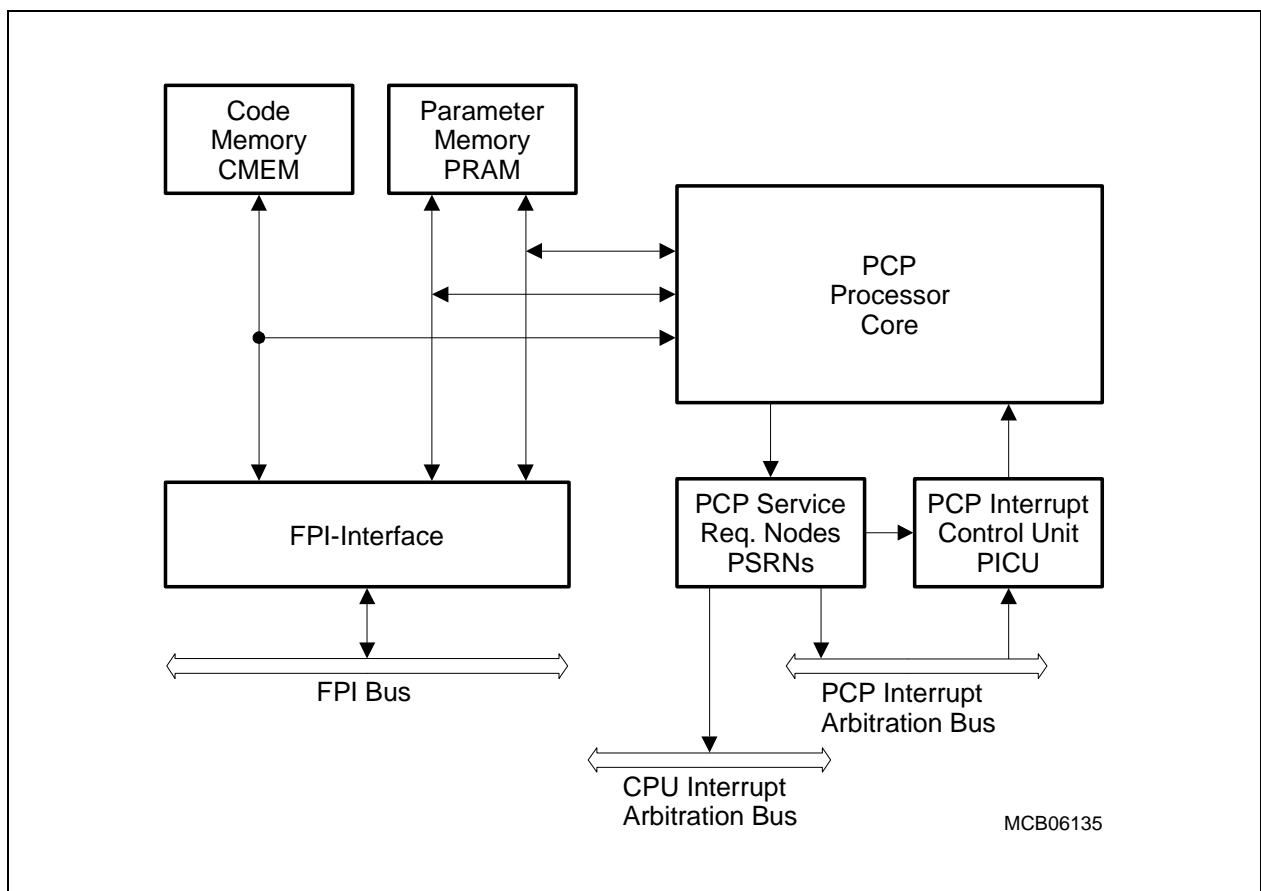 Code
Memory
CMEM
Parameter
Memory
PRAM
PCP
Processor
Core
FPI-Interface
PCP Service
Req. Nodes
PSRNs
PCP Interrupt
Control Unit
PICU
FPI Bus
PCP Interrupt
Arbitration Bus
CPU Interrupt
Arbitration Bus
MCB06135